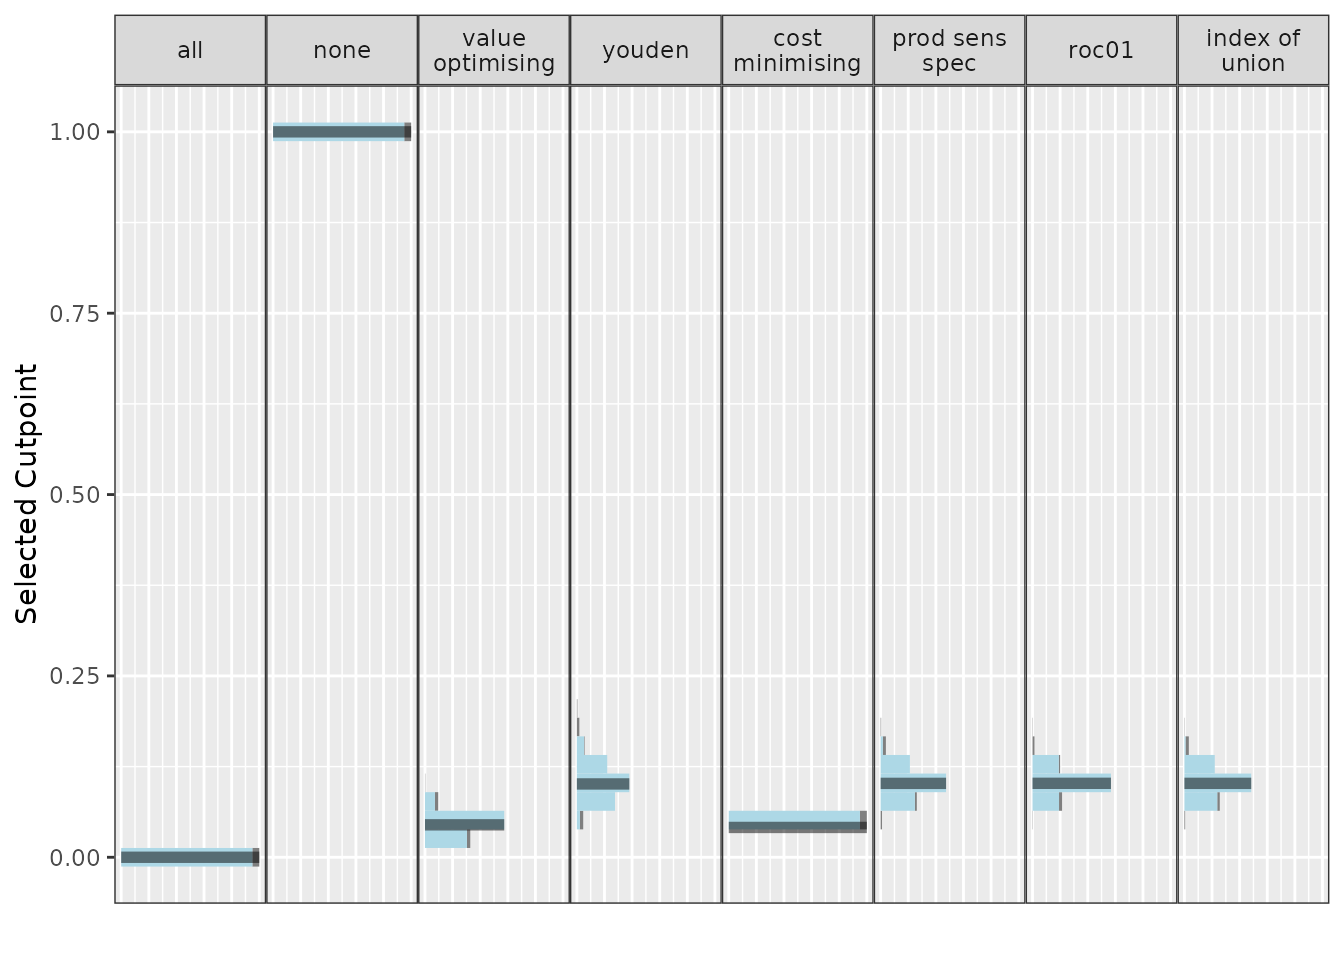 all
none
value
optimising
youden
cost
minimising
prod sens
spec
roc01
index of
union
Selected Cutpoint
1.00
0.75
0.50
0.25
0.00